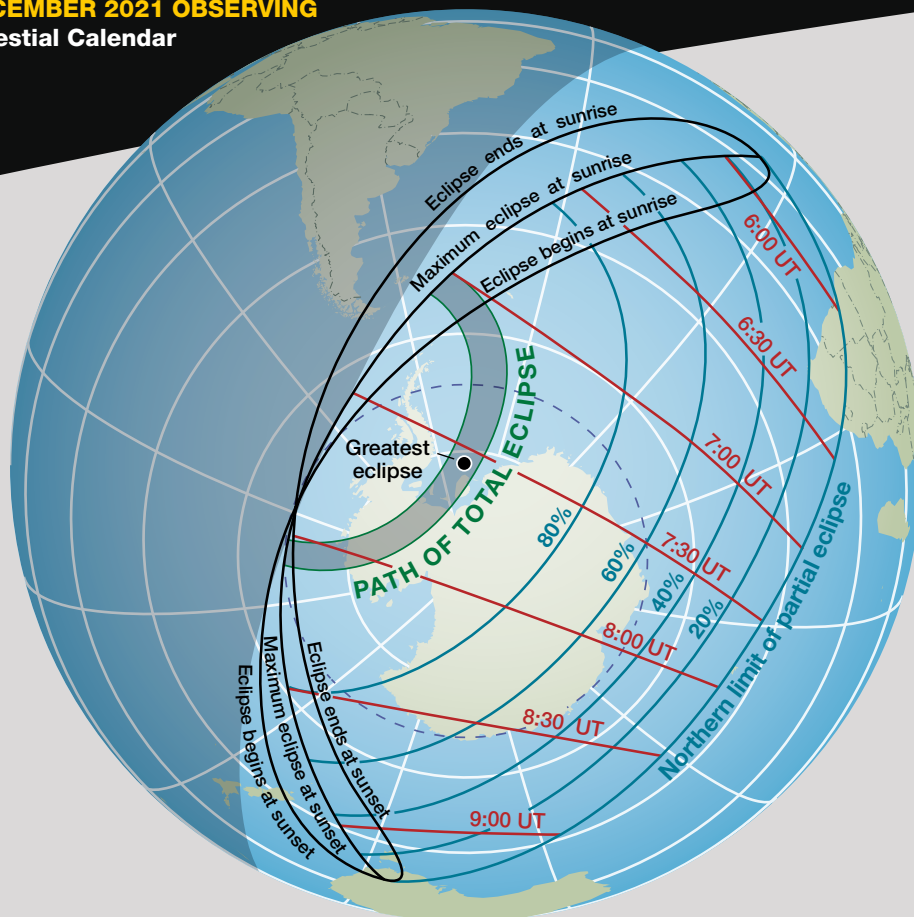 CEMBER 2021 OBSERVING
estial Calendar
Eclipse ends at sunrise
Maximum eclipse at sunrise
Eclipse begins at sunrise
6:00 UT
6:30 UT
7:00 UT
PATH OF TOTAL ECLIPSE
Greatest
eclipse
80%
60%
40%
20%
7:30 UT
8:00 UT
8:30 UT
9:00 UT
Northern limit of partial eclipse
Eclipse ends at sunset
Maximum eclipse at sunset
Eclipse begins at sunset